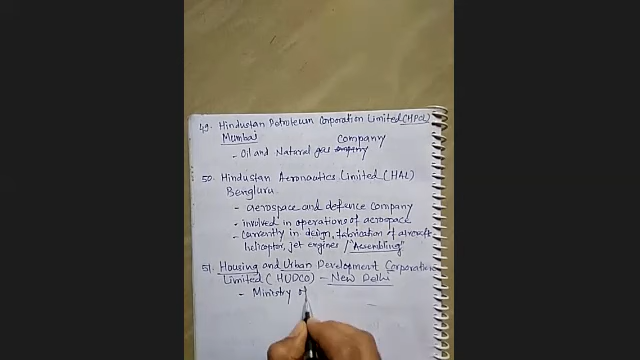 49. Hindustan Petroleum Corporation Limited (HPCL)
Mumbai
Company
- Oil and Natural gas
50. Hindustan Aeronautics Limited (HAL)
Bengluru
- aerospace and defence company
- involved in operations of aerospace
- currently in design, fabrication of aircraft,
helicopter, jet engines / "Assembling"
51. Housing and Urban Development Corporation
Limited (HUDCO) - New Delhi
- Ministry of